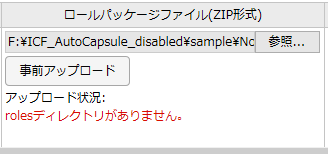 ロールパッケージファイル(ZIP形式)
F:¥ICF_AutoCapsule_disabled¥sample¥No 参照...
事前アップロード
アップロード状況:
rolesディレクトリがありません。